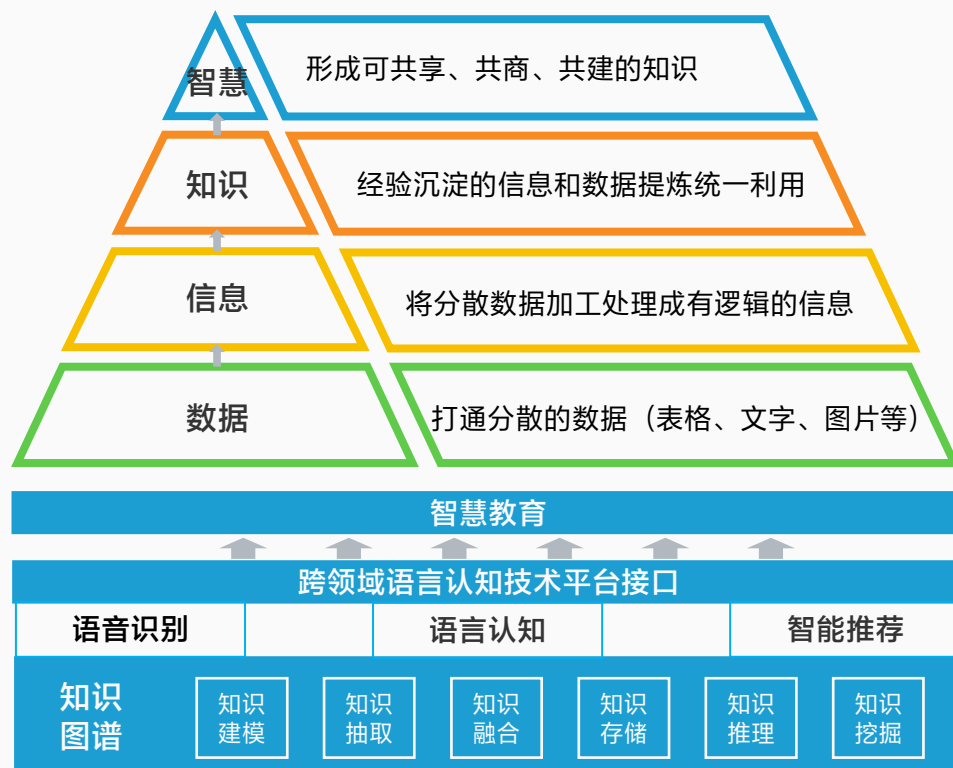 智慧
形成可共享、共商、共建的知识
知识
经验沉淀的信息和数据提炼统一利用
信息
将分散数据加工处理成有逻辑的信息
数据
打通分散的数据（表格、文字、图片等）
智慧教育
跨领域语言认知技术平台接口
语音识别
语言认知
智能推荐
知识
图谱
知识
建模
知识
抽取
知识
融合
知识
存储
知识
推理
知识
挖掘